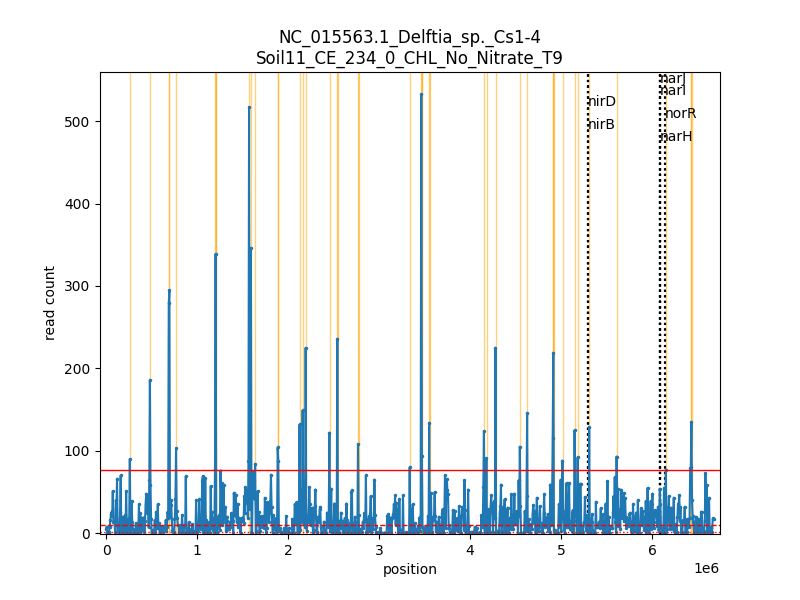 NC_015563.1_Delftia_sp._Cs1-4
Soil11_CE_234_0_CHL_No_Nitrate_T9
narJ
narI
nirD
norR
nirB
narH
500
400
300
200
100
0
read count
0 1 2 3 4 5 6
1e6
position